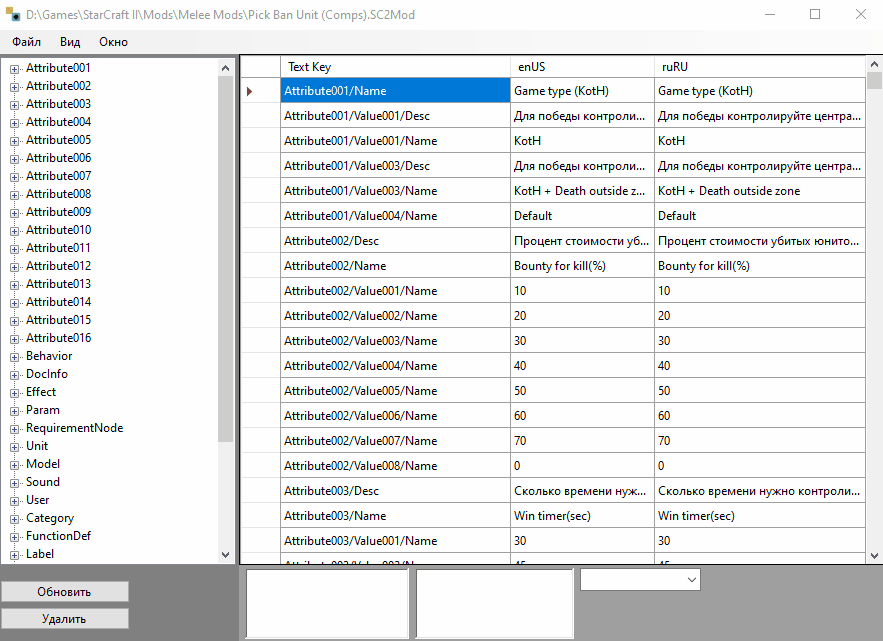 D:\Games\StarCraft II\Mods\Melee Mods\Pick Ban Unit (Comps).SC2Mod
Файл Вид Окно
Attribute001
Attribute002
Attribute003
Attribute004
Attribute005
Attribute006
Attribute007
Attribute008
Attribute009
Attribute010
Attribute011
Attribute012
Attribute013
Attribute014
Attribute015
Attribute016
Behavior
DocInfo
Effect
Param
RequirementNode
Unit
Model
Sound
User
Category
FunctionDef
Label
Обновить
Удалить
Text Key enUS ruRU
Attribute001/Name Game type (KotH) Game type (KotH)
Attribute001/Value001/Desc Для победы контроли... Для победы контролируйте центра...
Attribute001/Value001/Name KotH KotH
Attribute001/Value003/Desc Для победы контроли... Для победы контролируйте центра...
Attribute001/Value003/Name KotH + Death outside z... KotH + Death outside zone
Attribute001/Value004/Name Default Default
Attribute002/Desc Процент стоимости уб... Процент стоимости убитых юнито...
Attribute002/Name Bounty for kill(%) Bounty for kill(%)
Attribute002/Value001/Name 10 10
Attribute002/Value002/Name 20 20
Attribute002/Value003/Name 30 30
Attribute002/Value004/Name 40 40
Attribute002/Value005/Name 50 50
Attribute002/Value006/Name 60 60
Attribute002/Value007/Name 70 70
Attribute002/Value008/Name 0 0
Attribute003/Desc Сколько времени нуж... Сколько времени нужно контроли...
Attribute003/Name Win timer(sec) Win timer(sec)
Attribute003/Value001/Name 30 30